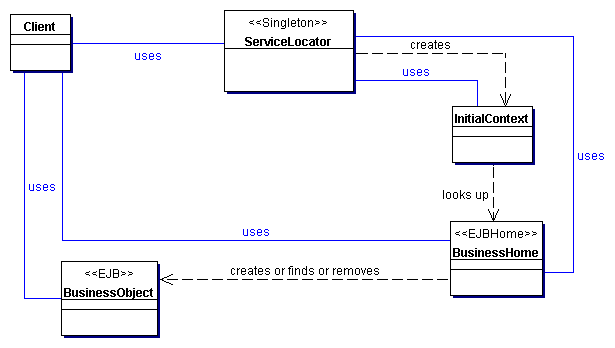 Client
<<Singleton>>
ServiceLocator
creates
uses
uses
InitialContext
uses
uses
looks up
uses
<<EJBHome>>
BusinessHome
<<EJB>>
BusinessObject
creates or finds or removes